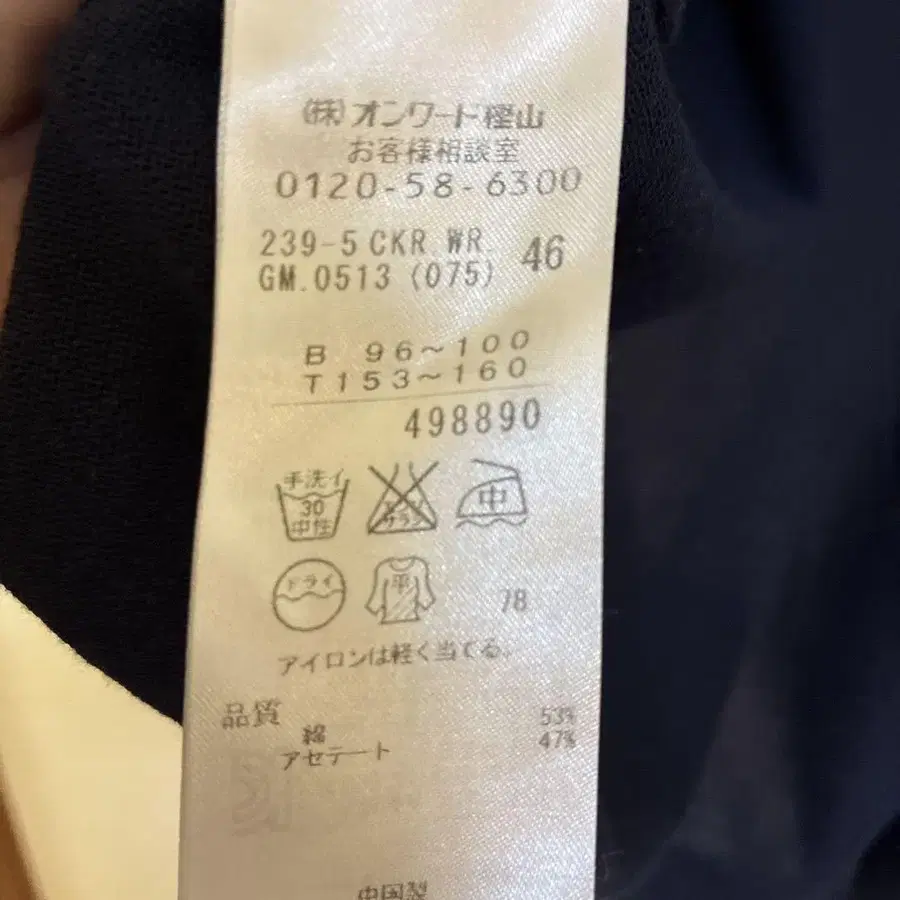 (株)オンワード樫山
お客様相談室
0120-58-6300
239-5 CKR WR. 46
GM.0513 (075)
B 96~100
T153~160
498890
手洗イ
30
中性
サラシ
中
ドライ
平
78
アイロンは軽く当てる。
品質
綿 53%
アセテート 47%
中国製